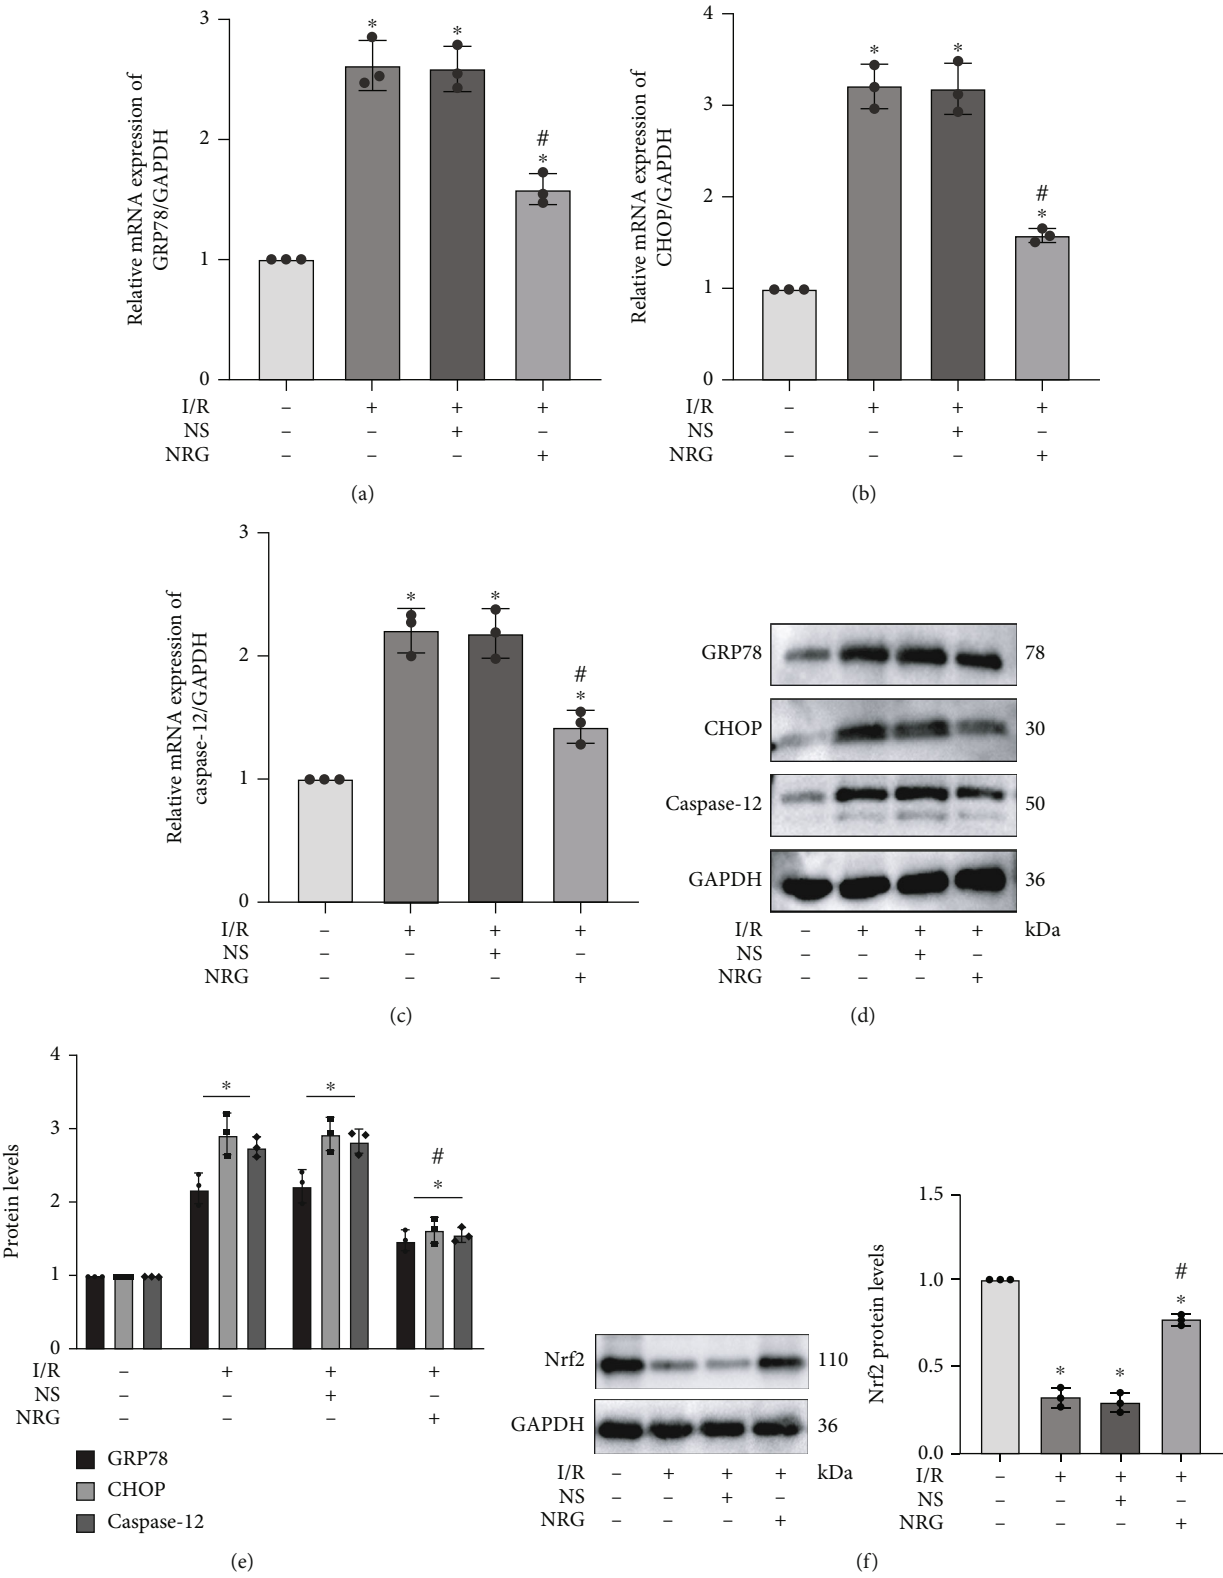 3
2
1
0
Relative mRNA expression of
GRP78/GAPDH
* * # *
I/R – + + +
NS – – + –
NRG – – – +
(a)
4
3
2
1
0
Relative mRNA expression of
CHOP/GAPDH
* * # *
I/R – + + +
NS – – + –
NRG – – – +
(b)
3
2
1
0
Relative mRNA expression of
caspase-12/GAPDH
* * # *
I/R – + + +
NS – – + –
NRG – – – +
(c)
GRP78 78
CHOP 30
Caspase-12 50
GAPDH 36
I/R – + + + kDa
NS – – + –
NRG – – – +
(d)
4
3
2
1
0
Protein levels
* * # *
I/R – + + +
NS – – + –
NRG – – – +
GRP78
CHOP
Caspase-12
(e)
Nrf2 110
GAPDH 36
I/R – + + + kDa
NS – – + –
NRG – – – +
1.5
1.0
0.5
0.0
Nrf2 protein levels
* * # *
I/R – + + +
NS – – + –
NRG – – – +
(f)